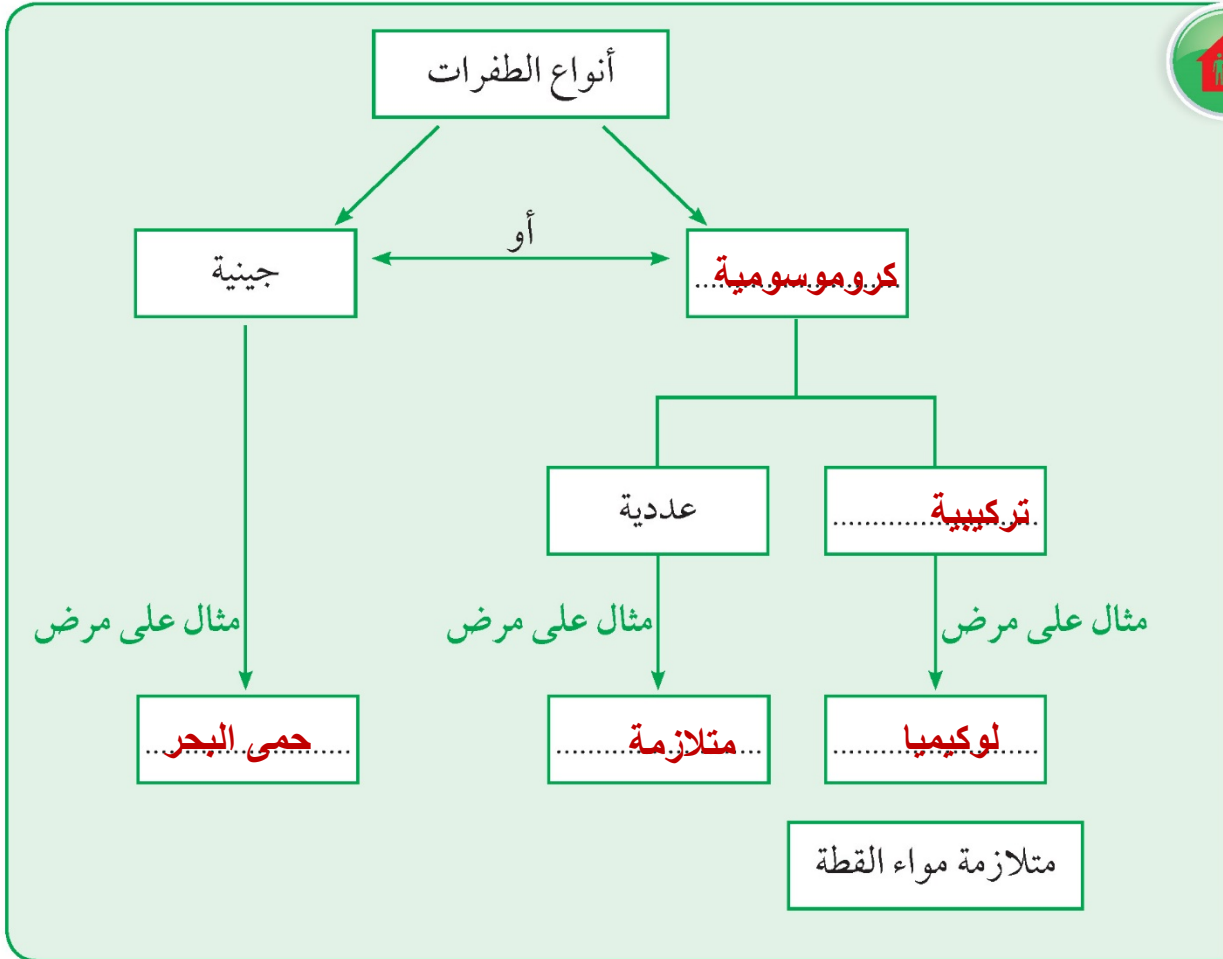 أنواع الطفرات
أو
كروموسومية
جينية
تركيبية
عددية
مثال على مرض
مثال على مرض
مثال على مرض
لوكيميا
متلازمة
حمى البحر
متلازمة مواء القطة